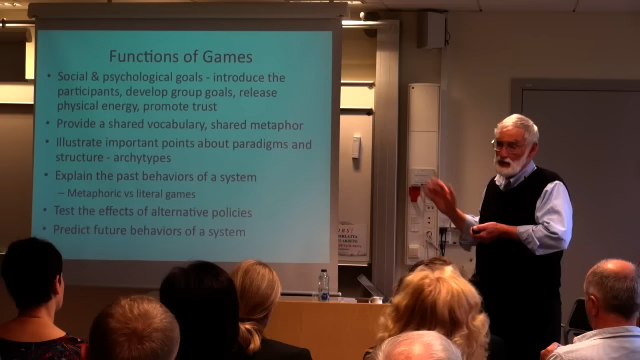 Functions of Games
• Social & psychological goals - introduce the
participants, develop group goals, release
physical energy, promote trust
• Provide a shared vocabulary, shared metaphor
• Illustrate important points about paradigms and
structure - archtypes
• Explain the past behaviors of a system
– Metaphoric vs literal games
• Test the effects of alternative policies
• Predict future behaviors of a system